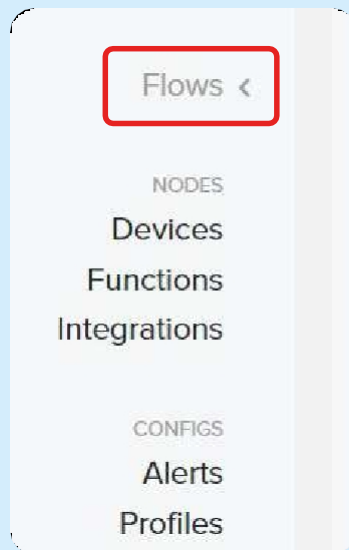 Flows <
NODES
Devices
Functions
Integrations
CONFIGS
Alerts
Profiles